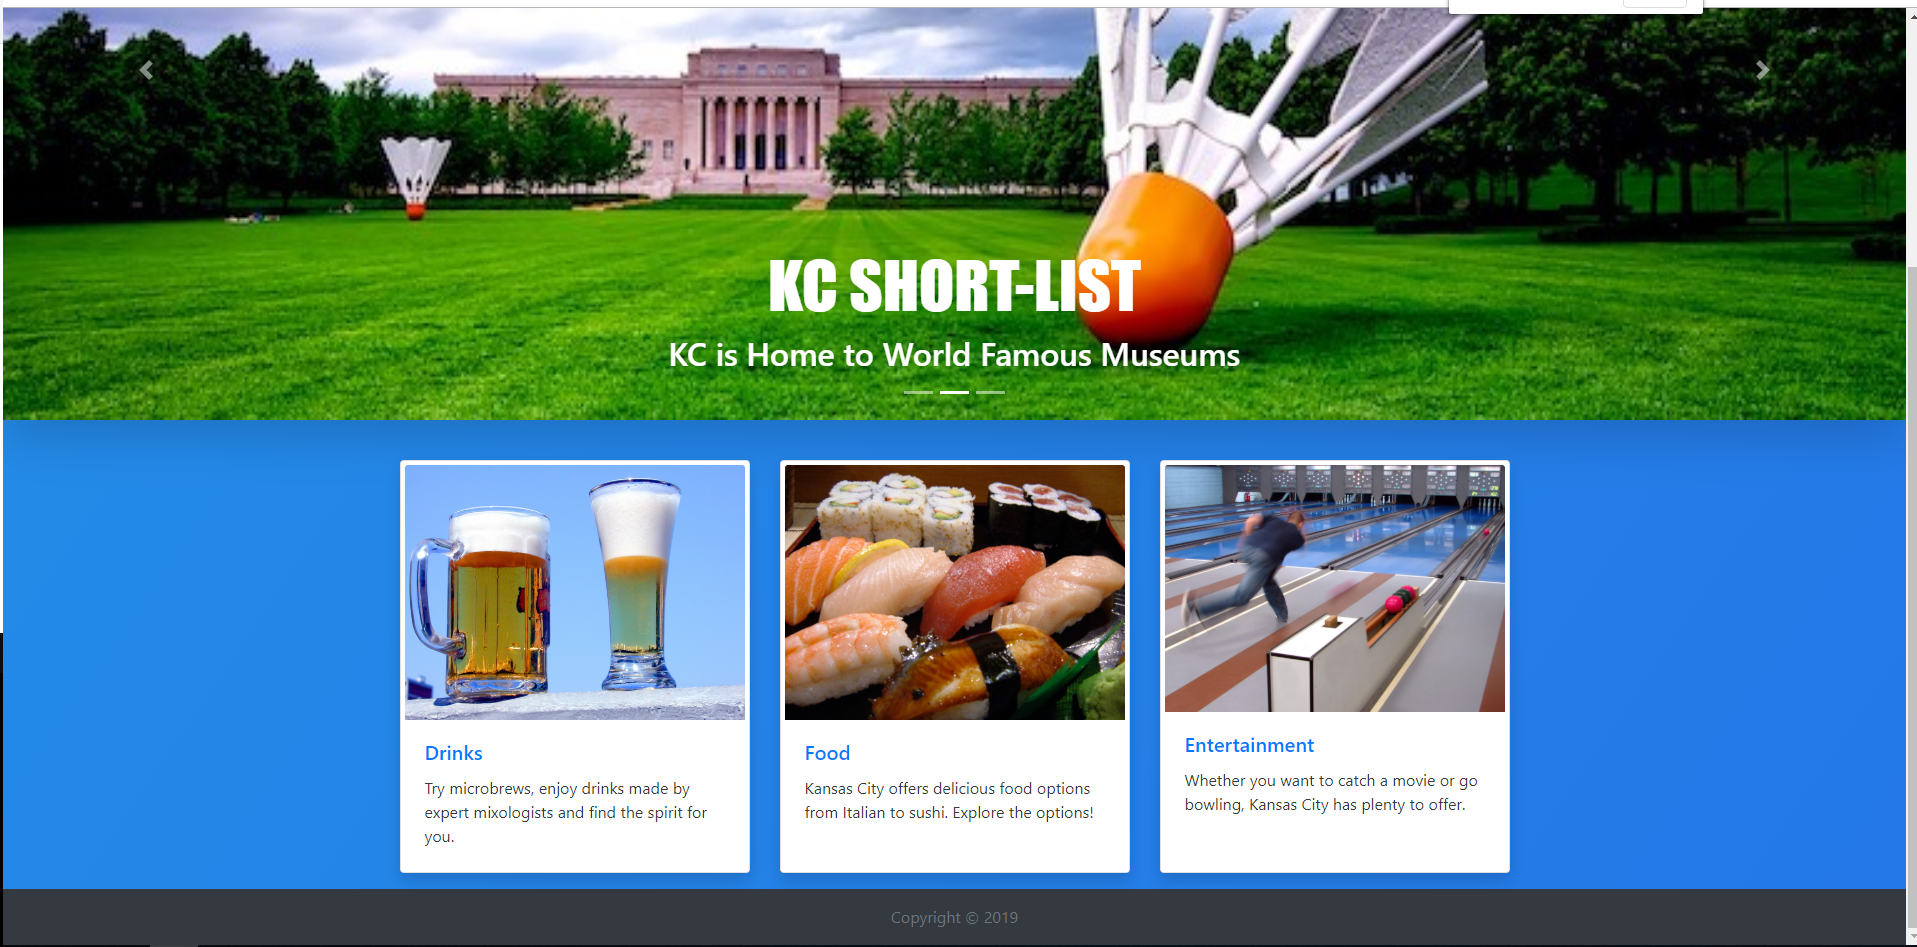 KC SHORT-LIST
KC is Home to World Famous Museums
Drinks
Try microbrews, enjoy drinks made by
expert mixologists and find the spirit for
you.
Food
Kansas City offers delicious food options
from Italian to sushi. Explore the options!
Entertainment
Whether you want to catch a movie or go
bowling, Kansas City has plenty to offer.
Copyright © 2019